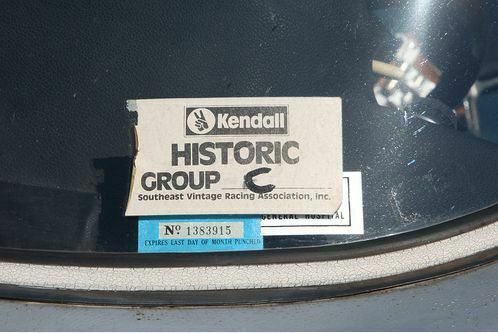 Kendall
HISTORIC
GROUP C
Southeast Vintage Racing Association, Inc.
GENERAL HOSPITAL
Nº 1383915
EXPIRES LAST DAY OF MONTH PUNCHED